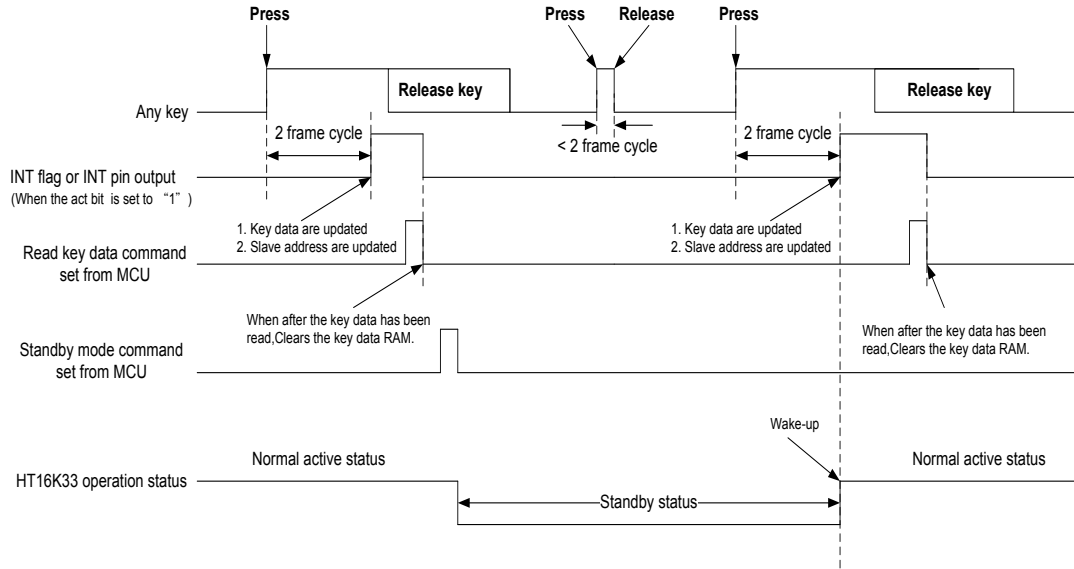 Press
Press
Release
Press
Any key
Release key
Release key
2 frame cycle
< 2 frame cycle
2 frame cycle
INT flag or INT pin output
(When the act bit is set to “1” )
1. Key data are updated
2. Slave address are updated
1. Key data are updated
2. Slave address are updated
Read key data command
set from MCU
When after the key data has been
read,Clears the key data RAM.
When after the key data has been
read,Clears the key data RAM.
Standby mode command
set from MCU
Wake-up
Normal active status
Normal active status
HT16K33 operation status
Standby status